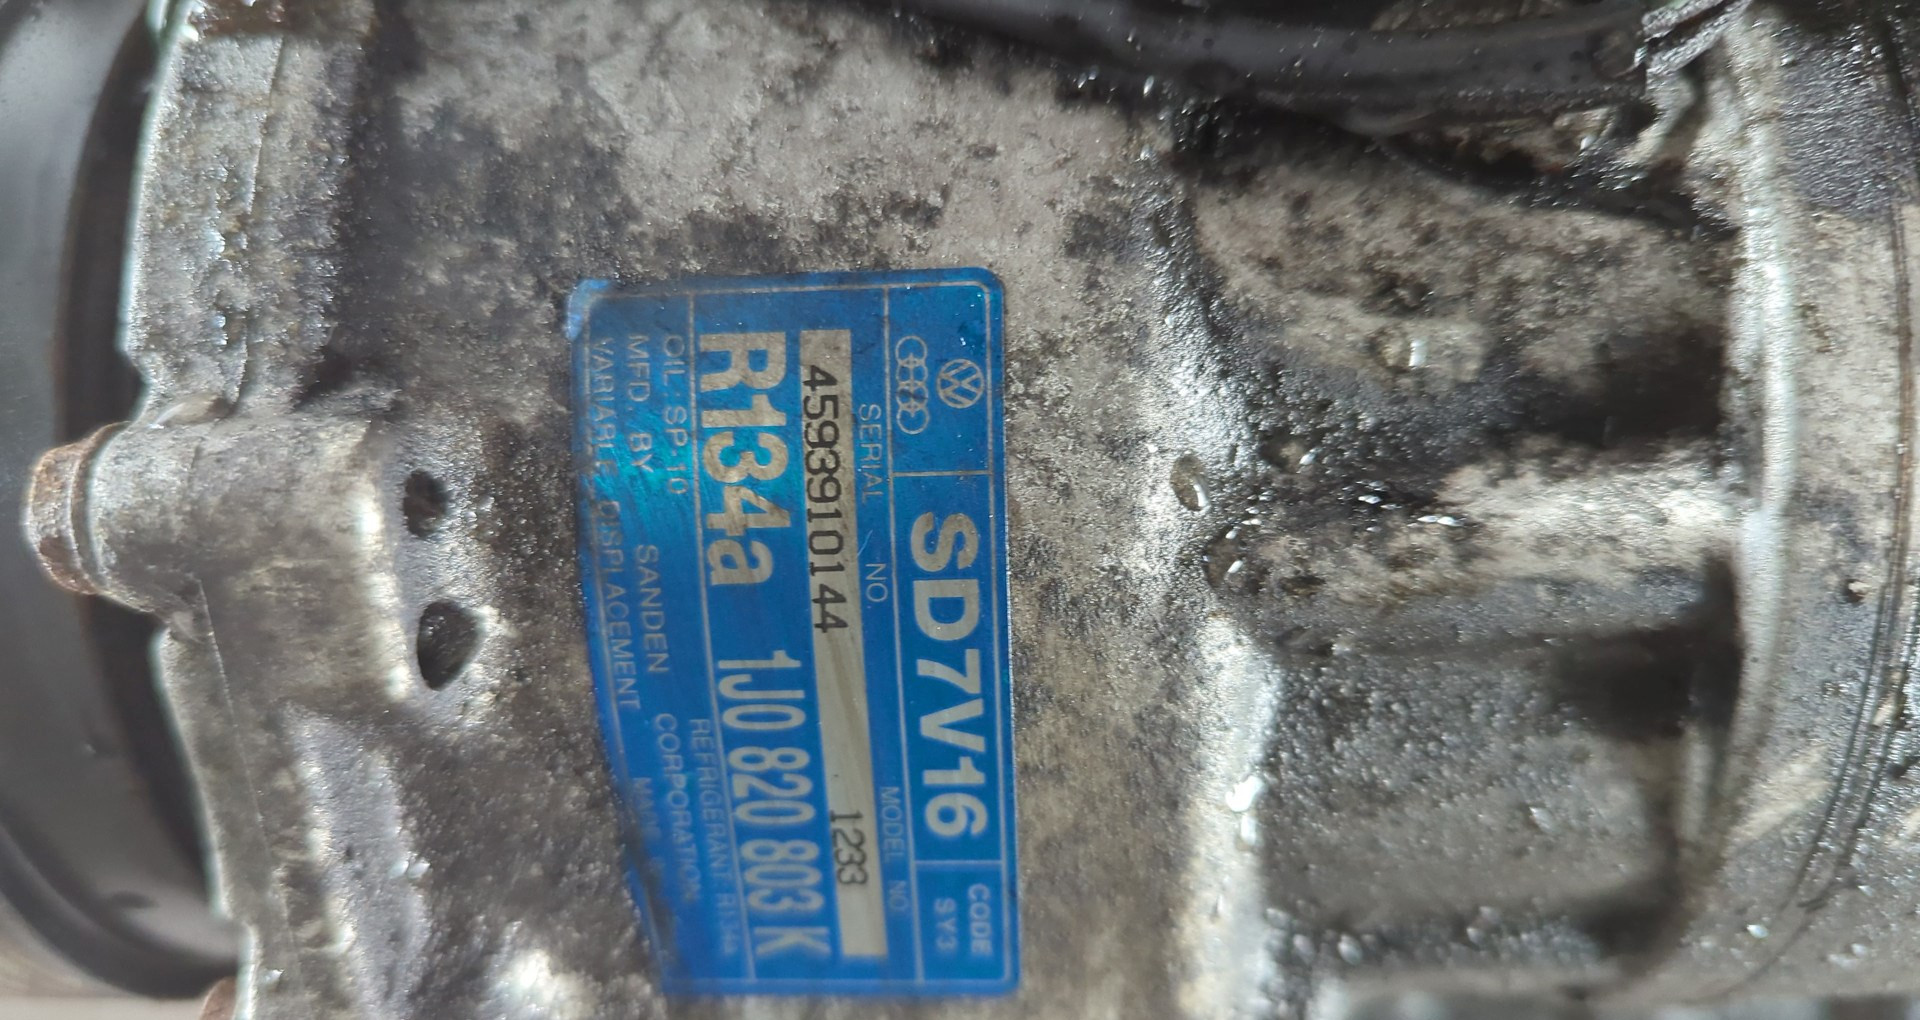 SD7V16 CODE SV3
SERIAL NO. MODEL NO.
4593910144 1233
R134a 1J0 820 803 K
OIL:SP-10 REFRIGERANT:R134a
MFD. BY SANDEN CORPORATION
VARIABLE DISPLACEMENT